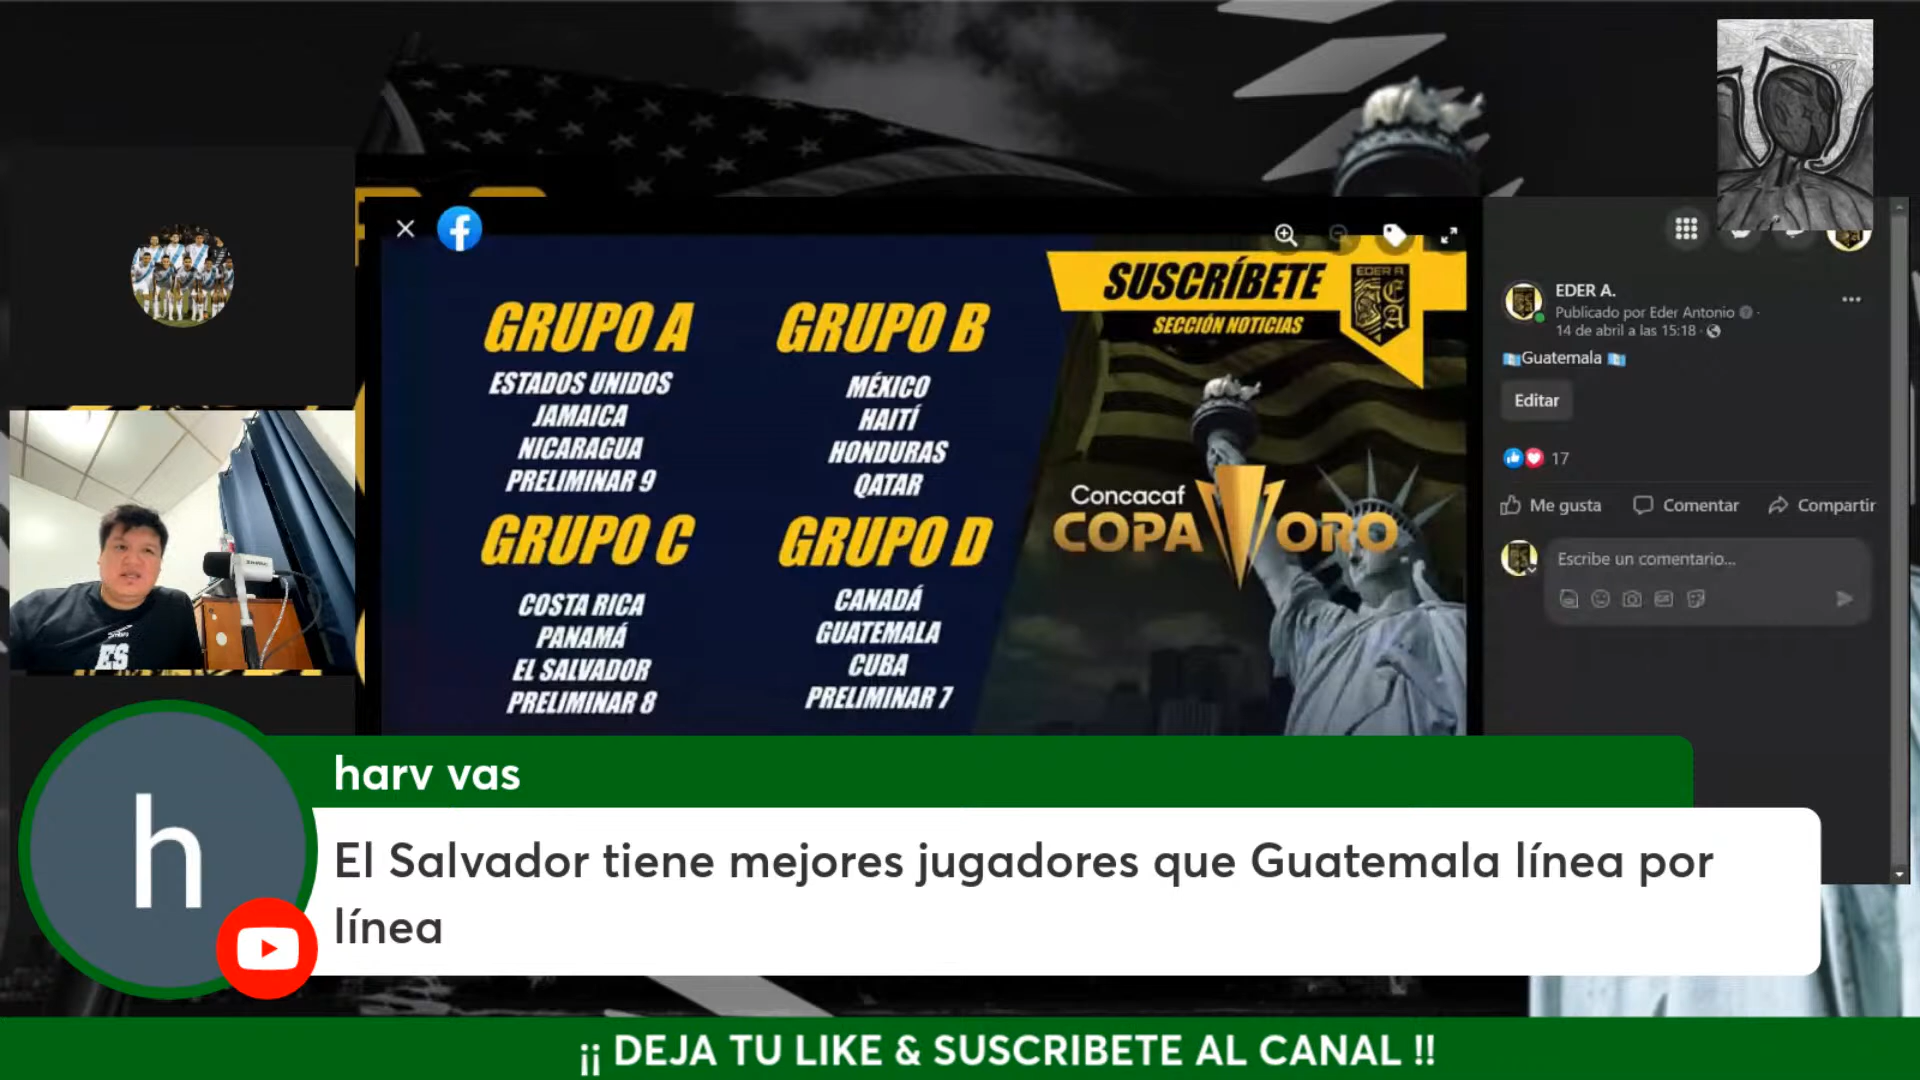 SUSCRÍBETE
EDER A
SECCIÓN NOTICIAS
GRUPO A
ESTADOS UNIDOS
JAMAICA
NICARAGUA
PRELIMINAR 9
GRUPO B
MÉXICO
HAITÍ
HONDURAS
QATAR
GRUPO C
COSTA RICA
PANAMÁ
EL SALVADOR
PRELIMINAR 8
GRUPO D
CANADÁ
GUATEMALA
CUBA
PRELIMINAR 7
Concacaf
COPA ORO
EDER A.
Publicado por Eder Antonio
14 de abril a las 15:18
Guatemala
Editar
17
Me gusta Comentar Compartir
Escribe un comentario...
ES
h
harv vas
El Salvador tiene mejores jugadores que Guatemala línea por
línea
¡¡ DEJA TU LIKE & SUSCRIBETE AL CANAL !!